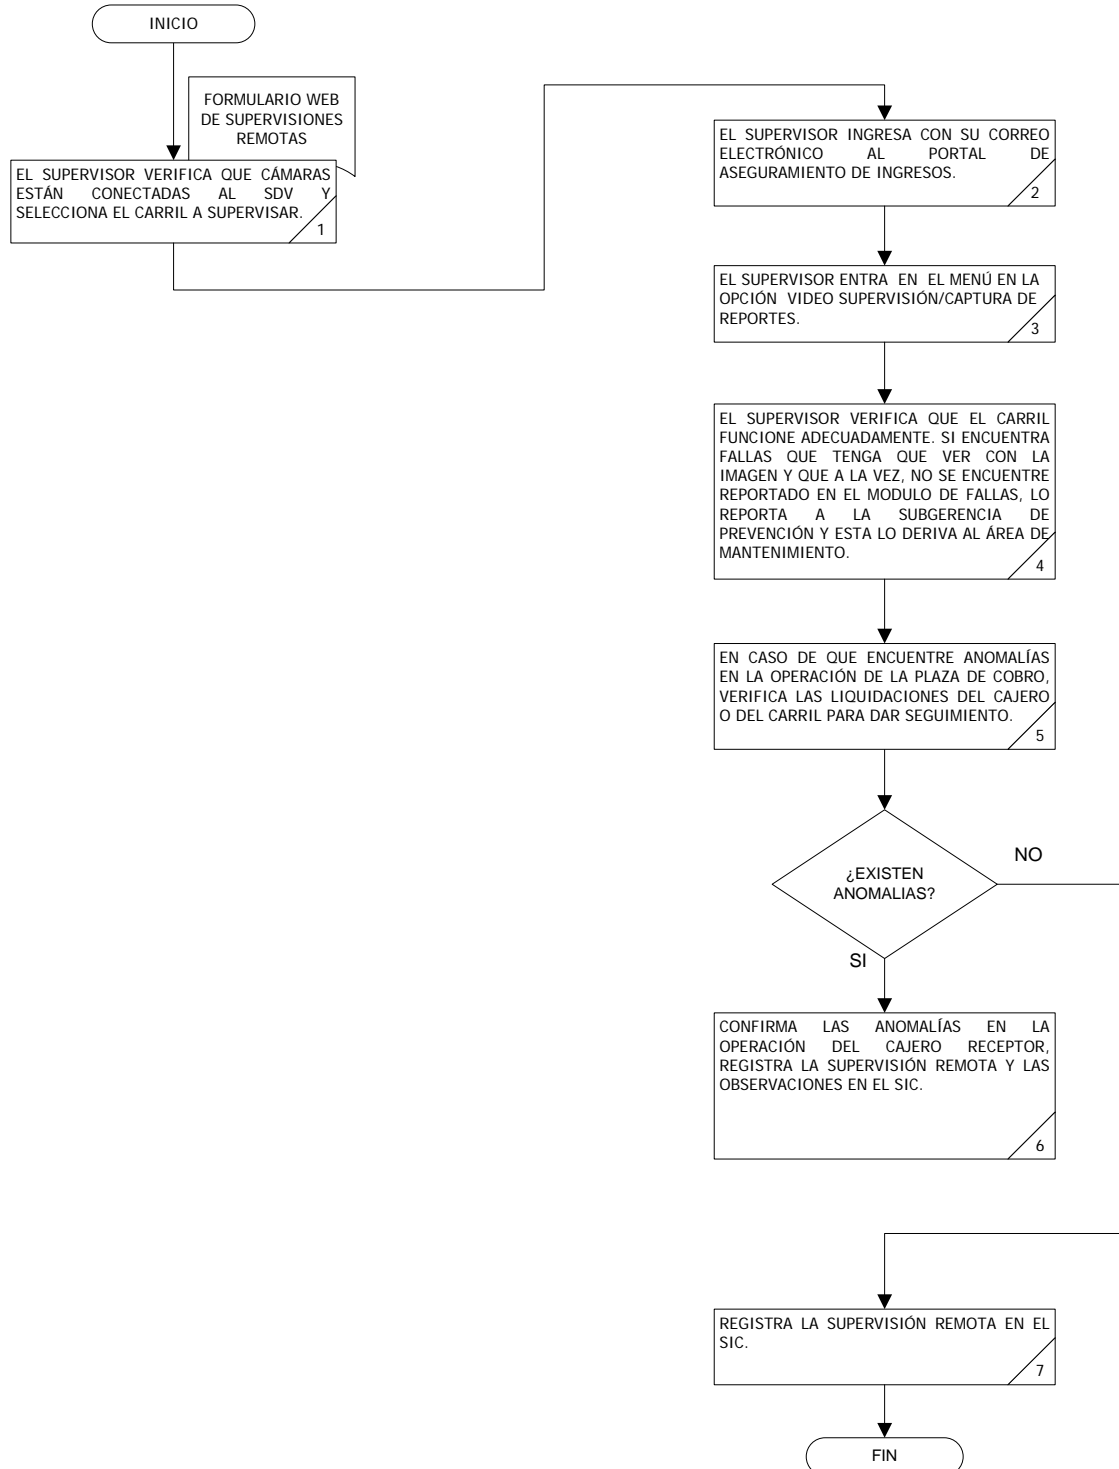 INICIO
FORMULARIO WEB
DE SUPERVISIONES
REMOTAS
EL SUPERVISOR VERIFICA QUE CÁMARAS
ESTÁN CONECTADAS AL SDV Y
SELECCIONA EL CARRIL A SUPERVISAR.
1
EL SUPERVISOR INGRESA CON SU CORREO
ELECTRÓNICO AL PORTAL DE
ASEGURAMIENTO DE INGRESOS.
2
EL SUPERVISOR ENTRA EN EL MENÚ EN LA
OPCIÓN VIDEO SUPERVISIÓN/CAPTURA DE
REPORTES.
3
EL SUPERVISOR VERIFICA QUE EL CARRIL
FUNCIONE ADECUADAMENTE. SI ENCUENTRA
FALLAS QUE TENGA QUE VER CON LA
IMAGEN Y QUE A LA VEZ, NO SE ENCUENTRE
REPORTADO EN EL MODULO DE FALLAS, LO
REPORTA A LA SUBGERENCIA DE
PREVENCIÓN Y ESTA LO DERIVA AL ÁREA DE
MANTENIMIENTO.
4
EN CASO DE QUE ENCUENTRE ANOMALÍAS
EN LA OPERACIÓN DE LA PLAZA DE COBRO,
VERIFICA LAS LIQUIDACIONES DEL CAJERO
O DEL CARRIL PARA DAR SEGUIMIENTO.
5
¿EXISTEN
ANOMALIAS?
NO
SI
CONFIRMA LAS ANOMALÍAS EN LA
OPERACIÓN DEL CAJERO RECEPTOR,
REGISTRA LA SUPERVISIÓN REMOTA Y LAS
OBSERVACIONES EN EL SIC.
6
REGISTRA LA SUPERVISIÓN REMOTA EN EL
SIC.
7
FIN